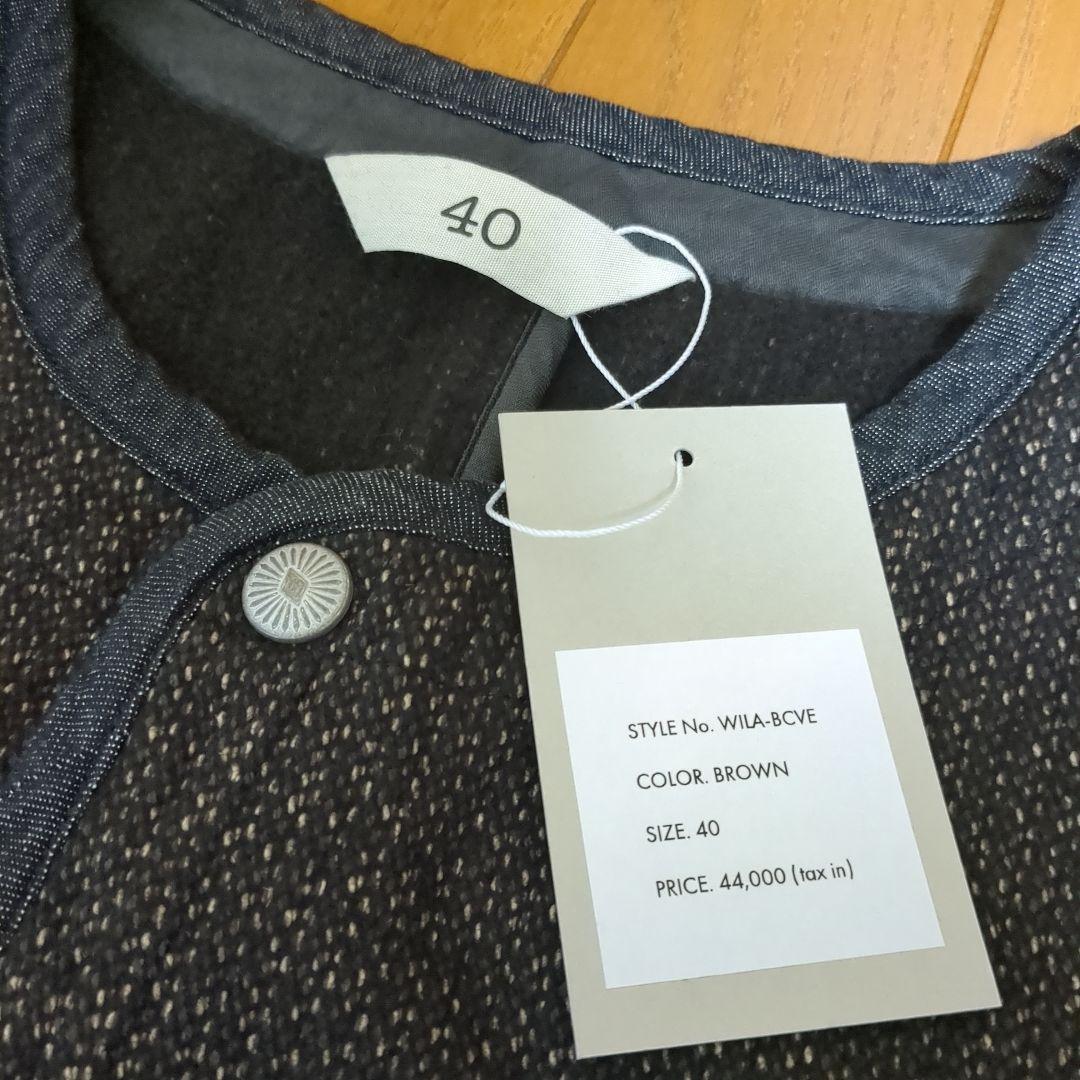 40
STYLE No. WILA-BCVE
COLOR. BROWN
SIZE. 40
PRICE. 44,000 (tax in)